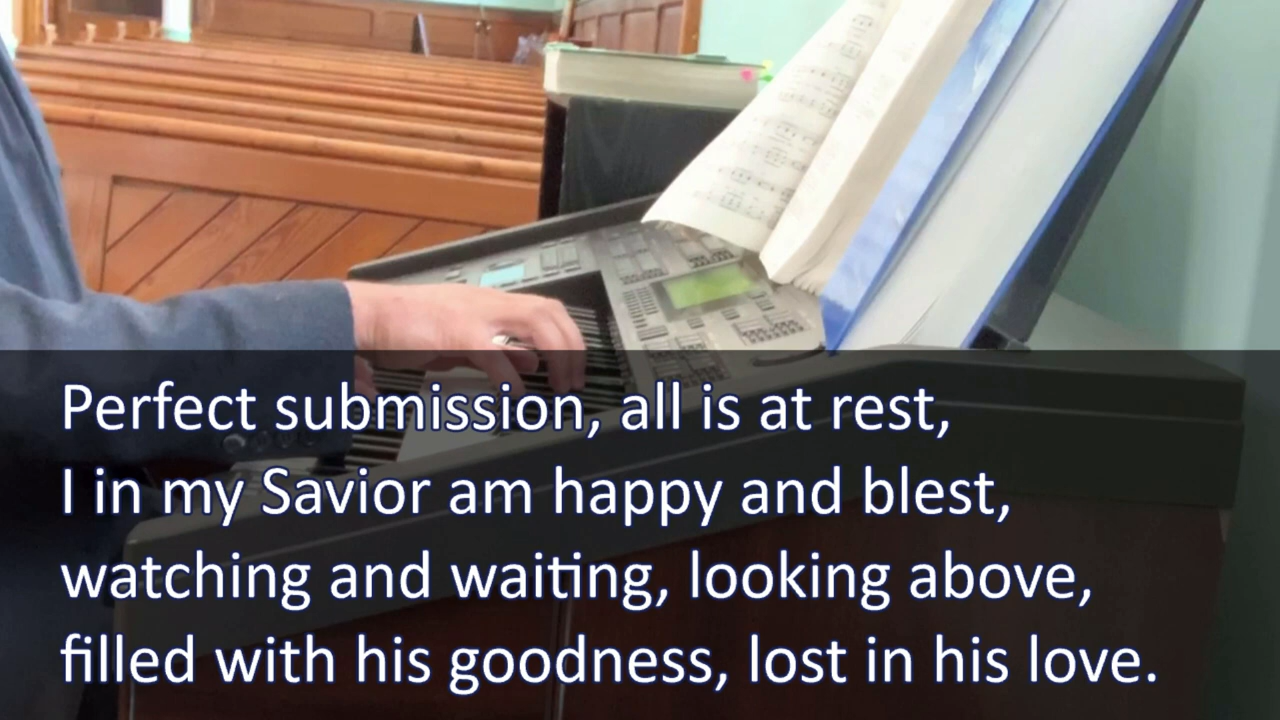 Perfect submission, all is at rest,
I in my Savior am happy and blest,
watching and waiting, looking above,
filled with his goodness, lost in his love.